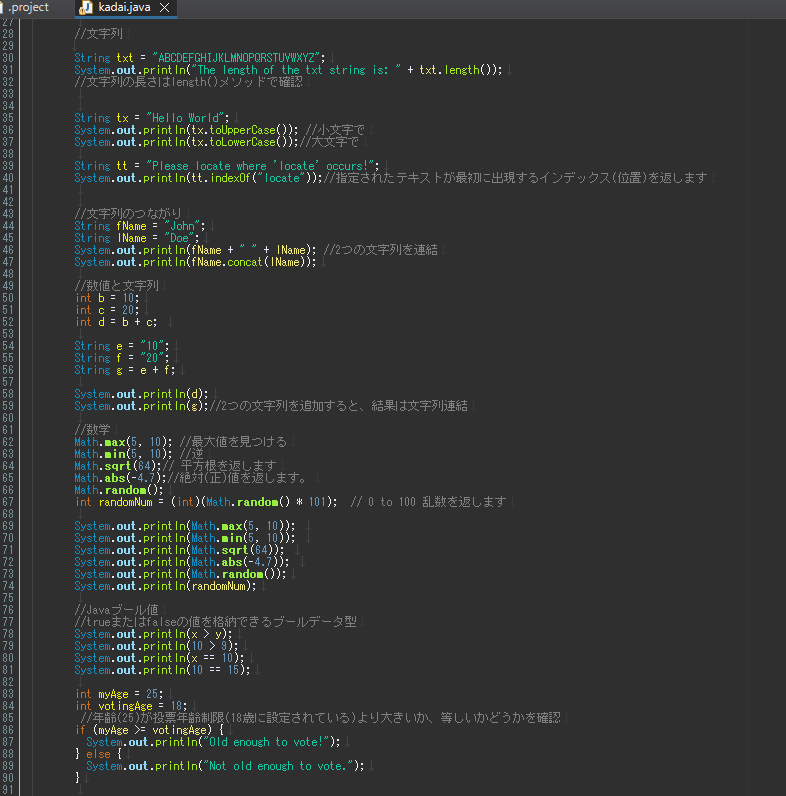 .project kadai.java
27
28 //文字列
29
30 String txt = "ABCDEFGHIJKLMNOPQRSTUVWXYZ";
31 System.out.println("The length of the txt string is: " + txt.length());
32 //文字列の長さはlength()メソッドで確認
33
34
35 String tx = "Hello World";
36 System.out.println(tx.toUpperCase()); //小文字で
37 System.out.println(tx.toLowerCase());//大文字で
38
39 String tt = "Please locate where 'locate' occurs!";
40 System.out.println(tt.indexOf("locate"));//指定されたテキストが最初に出現するインデックス(位置)を返します
41
42
43 //文字列のつながり
44 String fName = "John";
45 String lName = "Doe";
46 System.out.println(fName + " " + lName); //2つの文字列を連結
47 System.out.println(fName.concat(lName));
48
49 //数値と文字列
50 int b = 10;
51 int c = 20;
52 int d = b + c;
53
54 String e = "10";
55 String f = "20";
56 String g = e + f;
57
58 System.out.println(d);
59 System.out.println(g);//2つの文字列を追加すると、結果は文字列連結
60
61 //数学
62 Math.max(5, 10); //最大値を見つける
63 Math.min(5, 10); //逆
64 Math.sqrt(64);// 平方根を返します
65 Math.abs(-4.7);//絶対(正)値を返します。
66 Math.random();
67 int randomNum = (int)(Math.random() * 101);  // 0 to 100 乱数を返します
68
69 System.out.println(Math.max(5, 10));
70 System.out.println(Math.min(5, 10));
71 System.out.println(Math.sqrt(64));
72 System.out.println(Math.abs(-4.7));
73 System.out.println(Math.random());
74 System.out.println(randomNum);
75
76 //Javaブール値
77 //trueまたはfalseの値を格納できるブールデータ型
78 System.out.println(x > y);
79 System.out.println(10 > 9);
80 System.out.println(x == 10);
81 System.out.println(10 == 15);
82
83 int myAge = 25;
84 int votingAge = 18;
85 //年齢(25)が投票年齢制限(18歳に設定されている)より大きいか、等しいかどうかを確認
86 if (myAge >= votingAge) {
87 System.out.println("Old enough to vote!");
88 } else {
89 System.out.println("Not old enough to vote.");
90 }
91